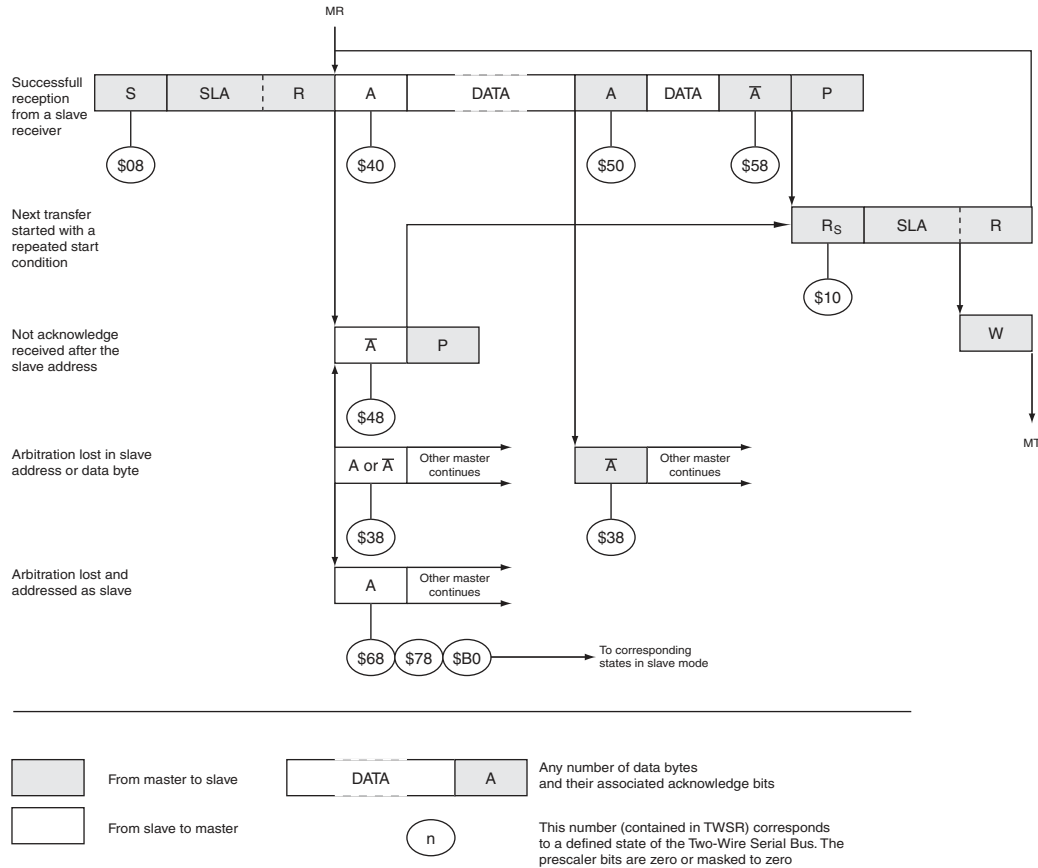 MR
Successfull
reception
from a slave
receiver
S SLA R A DATA A DATA A̅ P
$08 $40 $50 $58
Next transfer
started with a
repeated start
condition
RS SLA R
$10
Not acknowledge
received after the
slave address
A̅ P
W
$48
MT
Arbitration lost in slave
address or data byte
A or A̅ Other master
continues
A̅ Other master
continues
$38 $38
Arbitration lost and
addressed as slave
A Other master
continues
$68 $78 $B0 To corresponding
states in slave mode
From master to slave
DATA A
Any number of data bytes
and their associated acknowledge bits
From slave to master
n
This number (contained in TWSR) corresponds
to a defined state of the Two-Wire Serial Bus. The
prescaler bits are zero or masked to zero